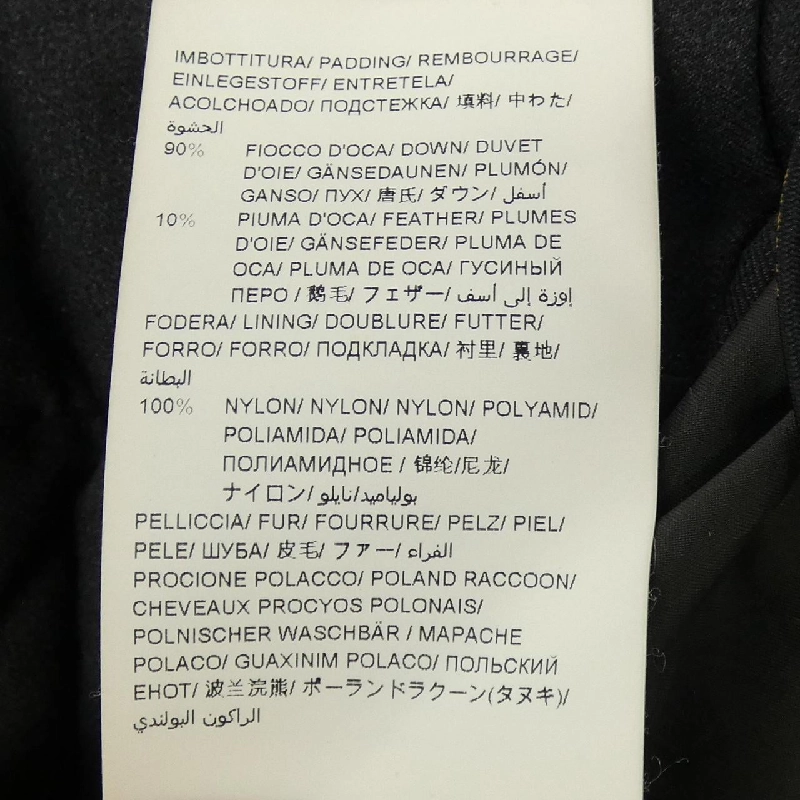 IMBOTTITURA/ PADDING/ REMBOURRAGE/
EINLEGESTOFF/ ENTRETELA/
ACOLCHOADO/ ПОДСТЕЖКА/ 填料/ 中わた/
الحشوة
90% FIOCCO D'OCA/ DOWN/ DUVET
D'OIE/ GÄNSEDAUNEN/ PLUMÓN/
GANSO/ ПУХ/ 唐氏/ ダウン/ أسفل
10% PIUMA D'OCA/ FEATHER/ PLUMES
D'OIE/ GÄNSEFEDER/ PLUMA DE
OCA/ PLUMA DE OCA/ ГУСИНЫЙ
ПЕРО / 鹅毛/ フェザー/ إوزة إلى أسف
FODERA/ LINING/ DOUBLURE/ FUTTER/
FORRO/ FORRO/ ПОДКЛАДКА/ 衬里/ 裏地/
البطانة
100% NYLON/ NYLON/ NYLON/ POLYAMID/
POLIAMIDA/ POLIAMIDA/
ПОЛИАМИДНОЕ / 锦纶/尼龙/
ナイロン/ بولياميد/نايلو
PELLICCIA/ FUR/ FOURRURE/ PELZ/ PIEL/
PELE/ ШУБА/ 皮毛/ ファー/ الفراء
PROCIONE POLACCO/ POLAND RACCOON/
CHEVEAUX PROCYOS POLONAIS/
POLNISCHER WASCHBÄR / MAPACHE
POLACO/ GUAXINIM POLACO/ ПОЛЬСКИЙ
ЕНОТ/ 波兰浣熊/ ポーランドラクーン(タヌキ)/
الراكون البولندي